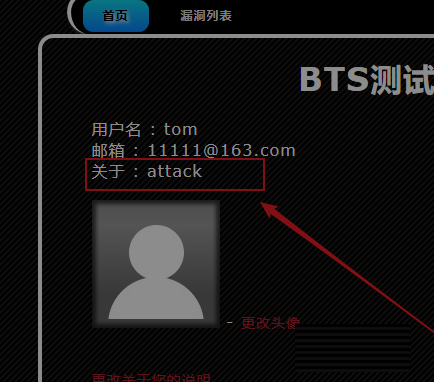 首页 漏洞列表
BTS测试
用户名 : tom
邮箱 : 11111@163.com
关于 : attack
- 更改头像
更改关于您的说明